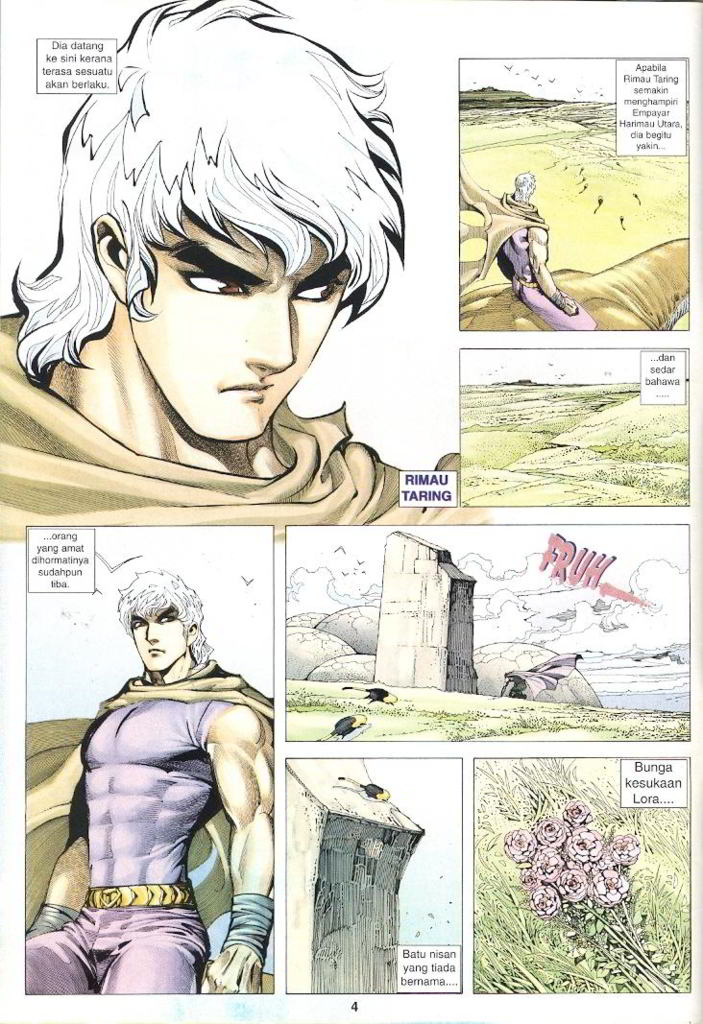 Dia datang
ke sini kerana
terasa sesuatu
akan berlaku.
RIMAU
TARING
Apabila
Rimau Taring
semakin
menghampiri
Empayar
Harimau Utara,
dia begitu
yakin...
...dan
sedar
bahawa
.....
...orang
yang amat
dihormatinya
sudahpun
tiba.
FRUH
Batu nisan
yang tiada
bernama....
Bunga
kesukaan
Lora....
4